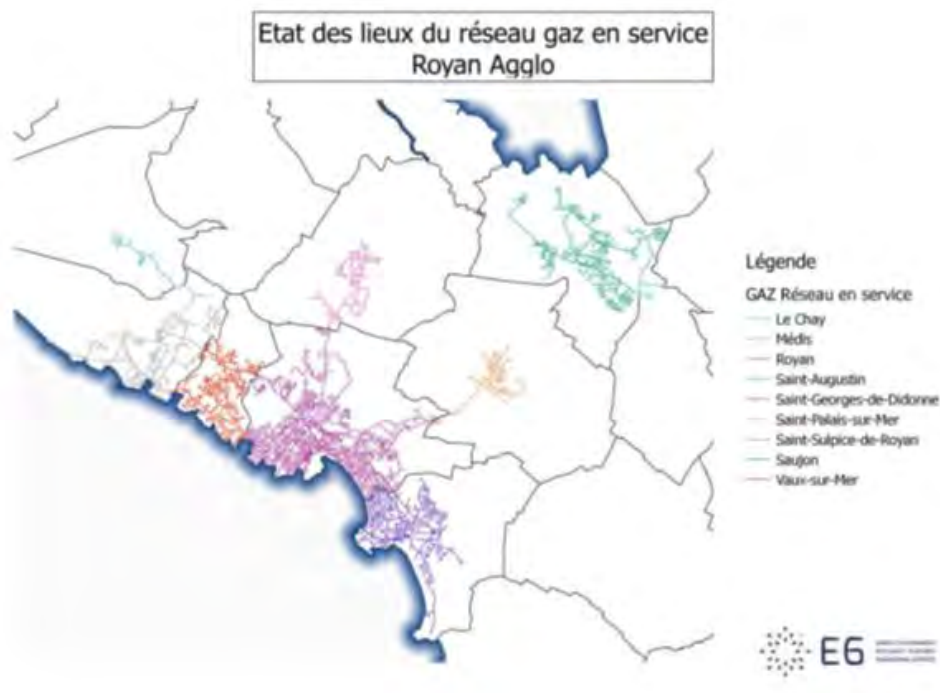 Etat des lieux du réseau gaz en service
Royan Agglo
Légende
GAZ Réseau en service
Le Chay
Médis
Royan
Saint-Augustin
Saint-Georges-de-Didonne
Saint-Palais-sur-Mer
Saint-Sulpice-de-Royan
Saujon
Vaux-sur-Mer
E6